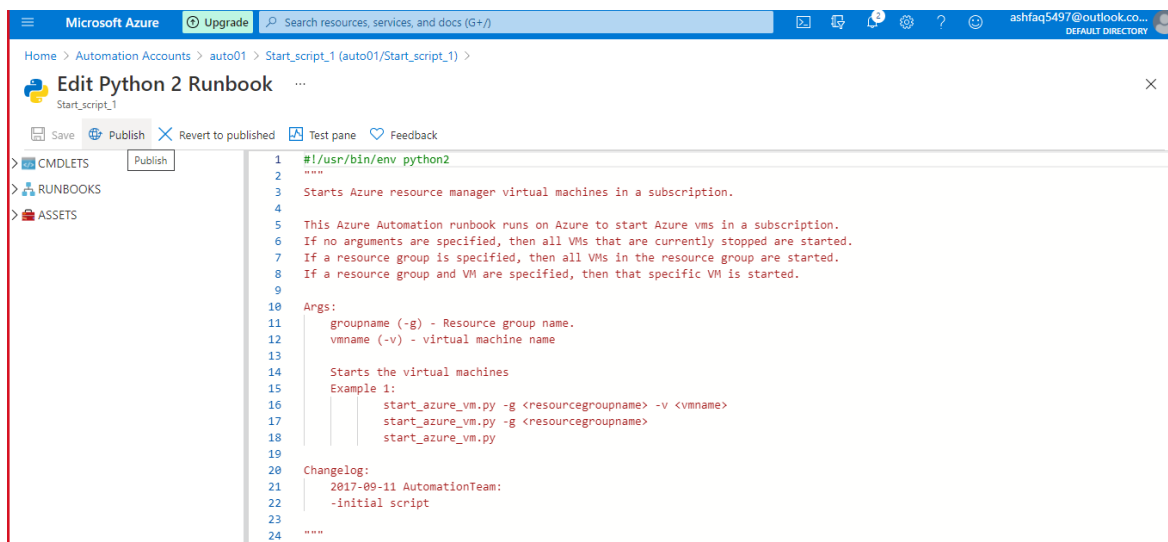 Microsoft Azure
Upgrade
Search resources, services, and docs (G+/)
2
ashfaq5497@outlook.co...
DEFAULT DIRECTORY
Home > Automation Accounts > auto01 > Start_script_1 (auto01/Start_script_1) >
Edit Python 2 Runbook ...
Start_script_1
Save Publish Revert to published Test pane Feedback
Publish
CMDLETS
RUNBOOKS
ASSETS
1 #!/usr/bin/env python2
2 """
3 Starts Azure resource manager virtual machines in a subscription.
4
5 This Azure Automation runbook runs on Azure to start Azure vms in a subscription.
6 If no arguments are specified, then all VMs that are currently stopped are started.
7 If a resource group is specified, then all VMs in the resource group are started.
8 If a resource group and VM are specified, then that specific VM is started.
9
10 Args:
11 groupname (-g) - Resource group name.
12 vmname (-v) - virtual machine name
13
14 Starts the virtual machines
15 Example 1:
16 start_azure_vm.py -g <resourcegroupname> -v <vmname>
17 start_azure_vm.py -g <resourcegroupname>
18 start_azure_vm.py
19
20 Changelog:
21 2017-09-11 AutomationTeam:
22 -initial script
23
24 """